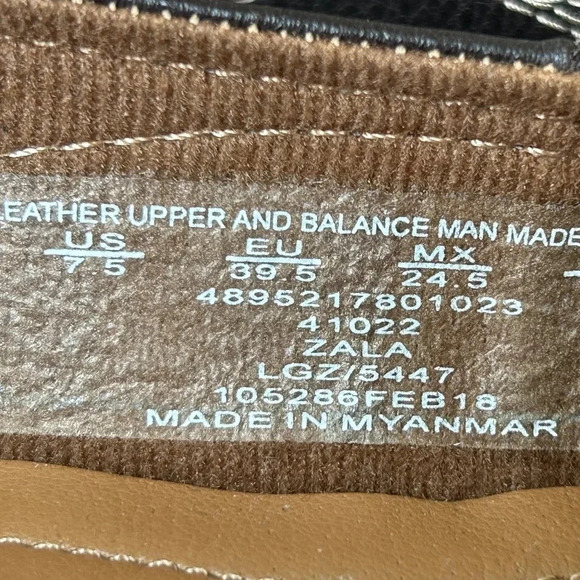 LEATHER UPPER AND BALANCE MAN MADE
US EU MX
7.5 39.5 24.5
4895217801023
41022
ZALA
LGZ/5447
105286FEB18
MADE IN MYANMAR